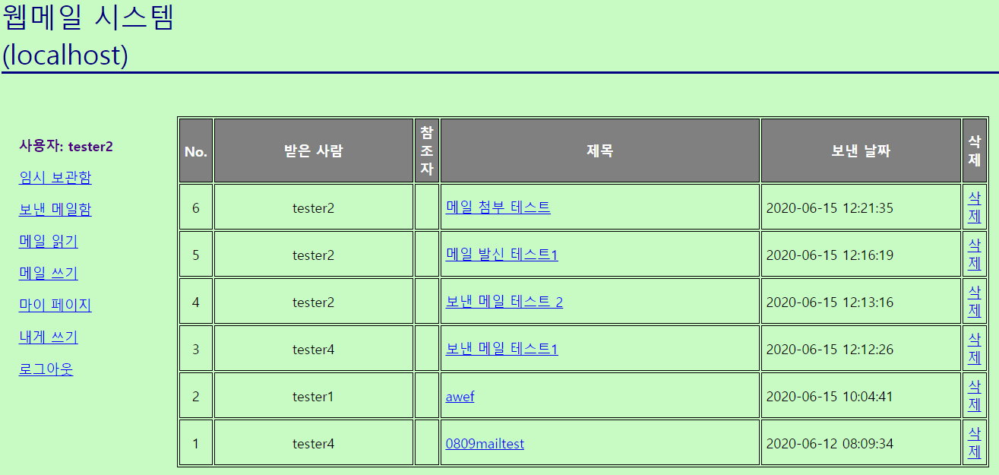 웹메일 시스템
(localhost)
사용자: tester2
임시 보관함
보낸 메일함
메일 읽기
메일 쓰기
마이 페이지
내게 쓰기
로그아웃
No. 받은 사람 참조자 제목 보낸 날짜 삭제
6 tester2 메일 첨부 테스트 2020-06-15 12:21:35 삭제
5 tester2 메일 발신 테스트1 2020-06-15 12:16:19 삭제
4 tester2 보낸 메일 테스트 2 2020-06-15 12:13:16 삭제
3 tester4 보낸 메일 테스트1 2020-06-15 12:12:26 삭제
2 tester1 awef 2020-06-15 10:04:41 삭제
1 tester4 0809mailtest 2020-06-12 08:09:34 삭제